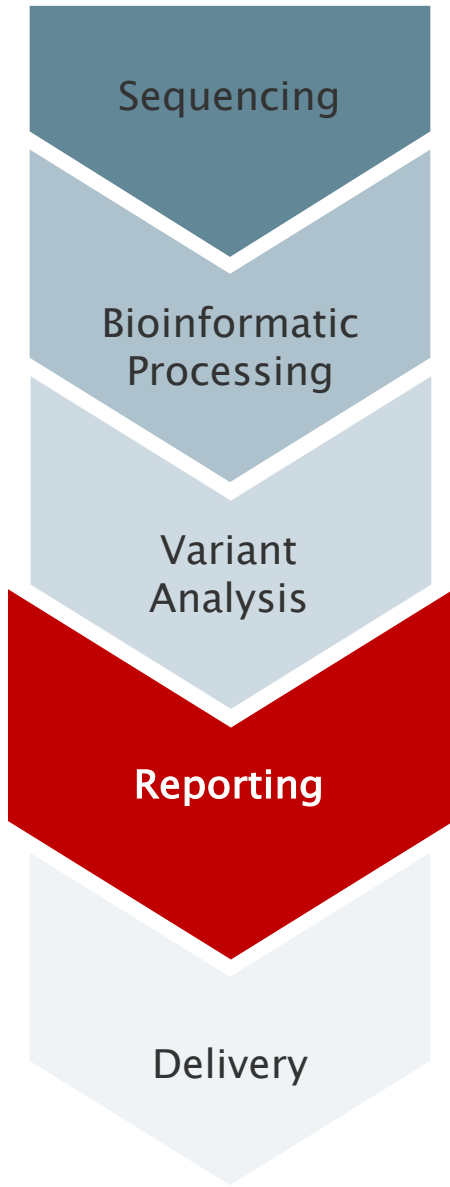 Sequencing
Bioinformatic
Processing
Variant
Analysis
Reporting
Delivery